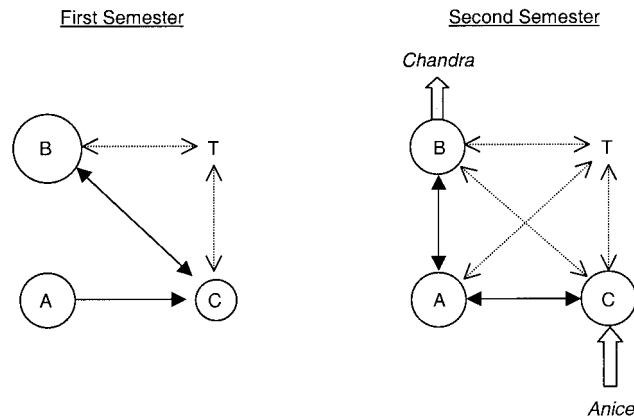 First Semester
B
T
A
C
Second Semester
Chandra
B
T
A
C
Anice